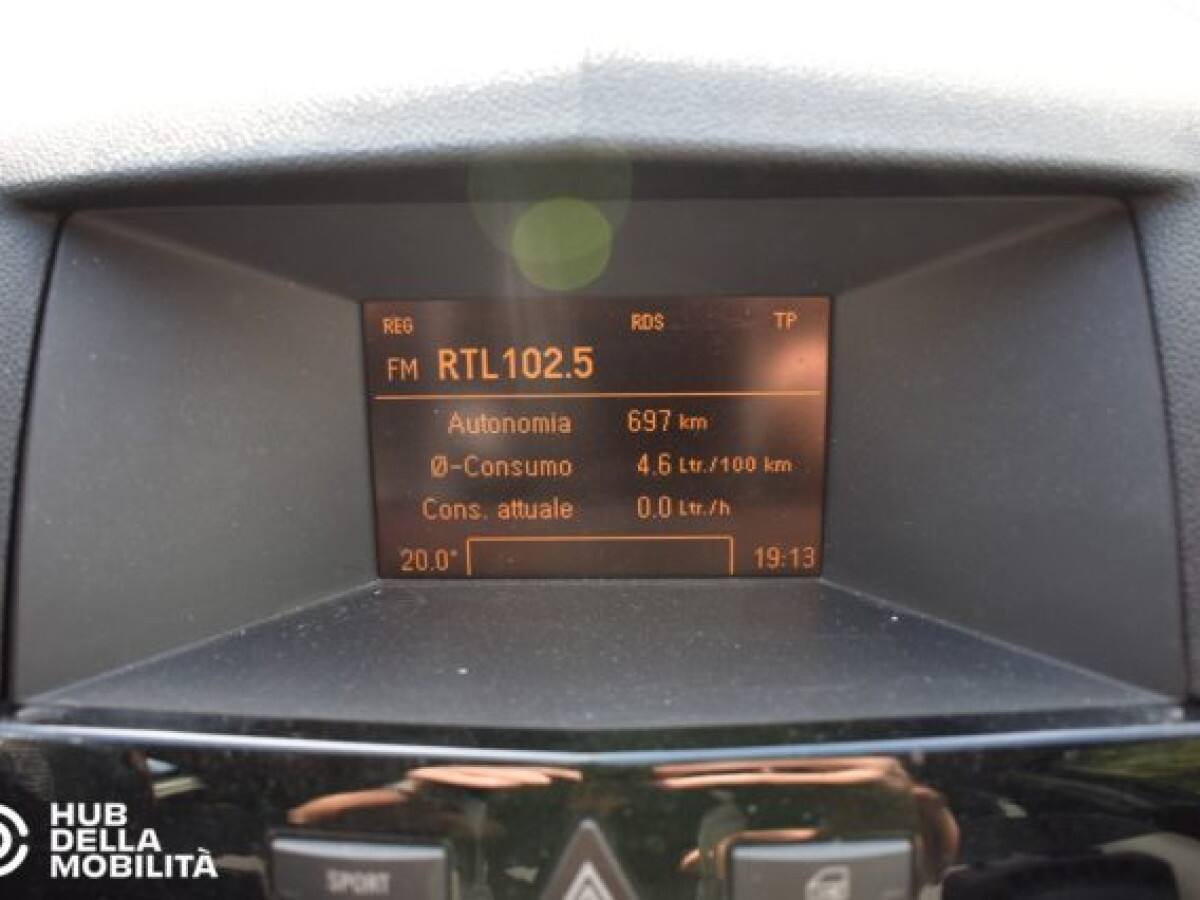 REG RDS TP
FM RTL102.5
Autonomia 697 km
Ø-Consumo 4.6 Ltr./100 km
Cons. attuale 0.0 Ltr./h
20.0° 19:13
HUB
DELLA
MOBILITÀ
SPORT